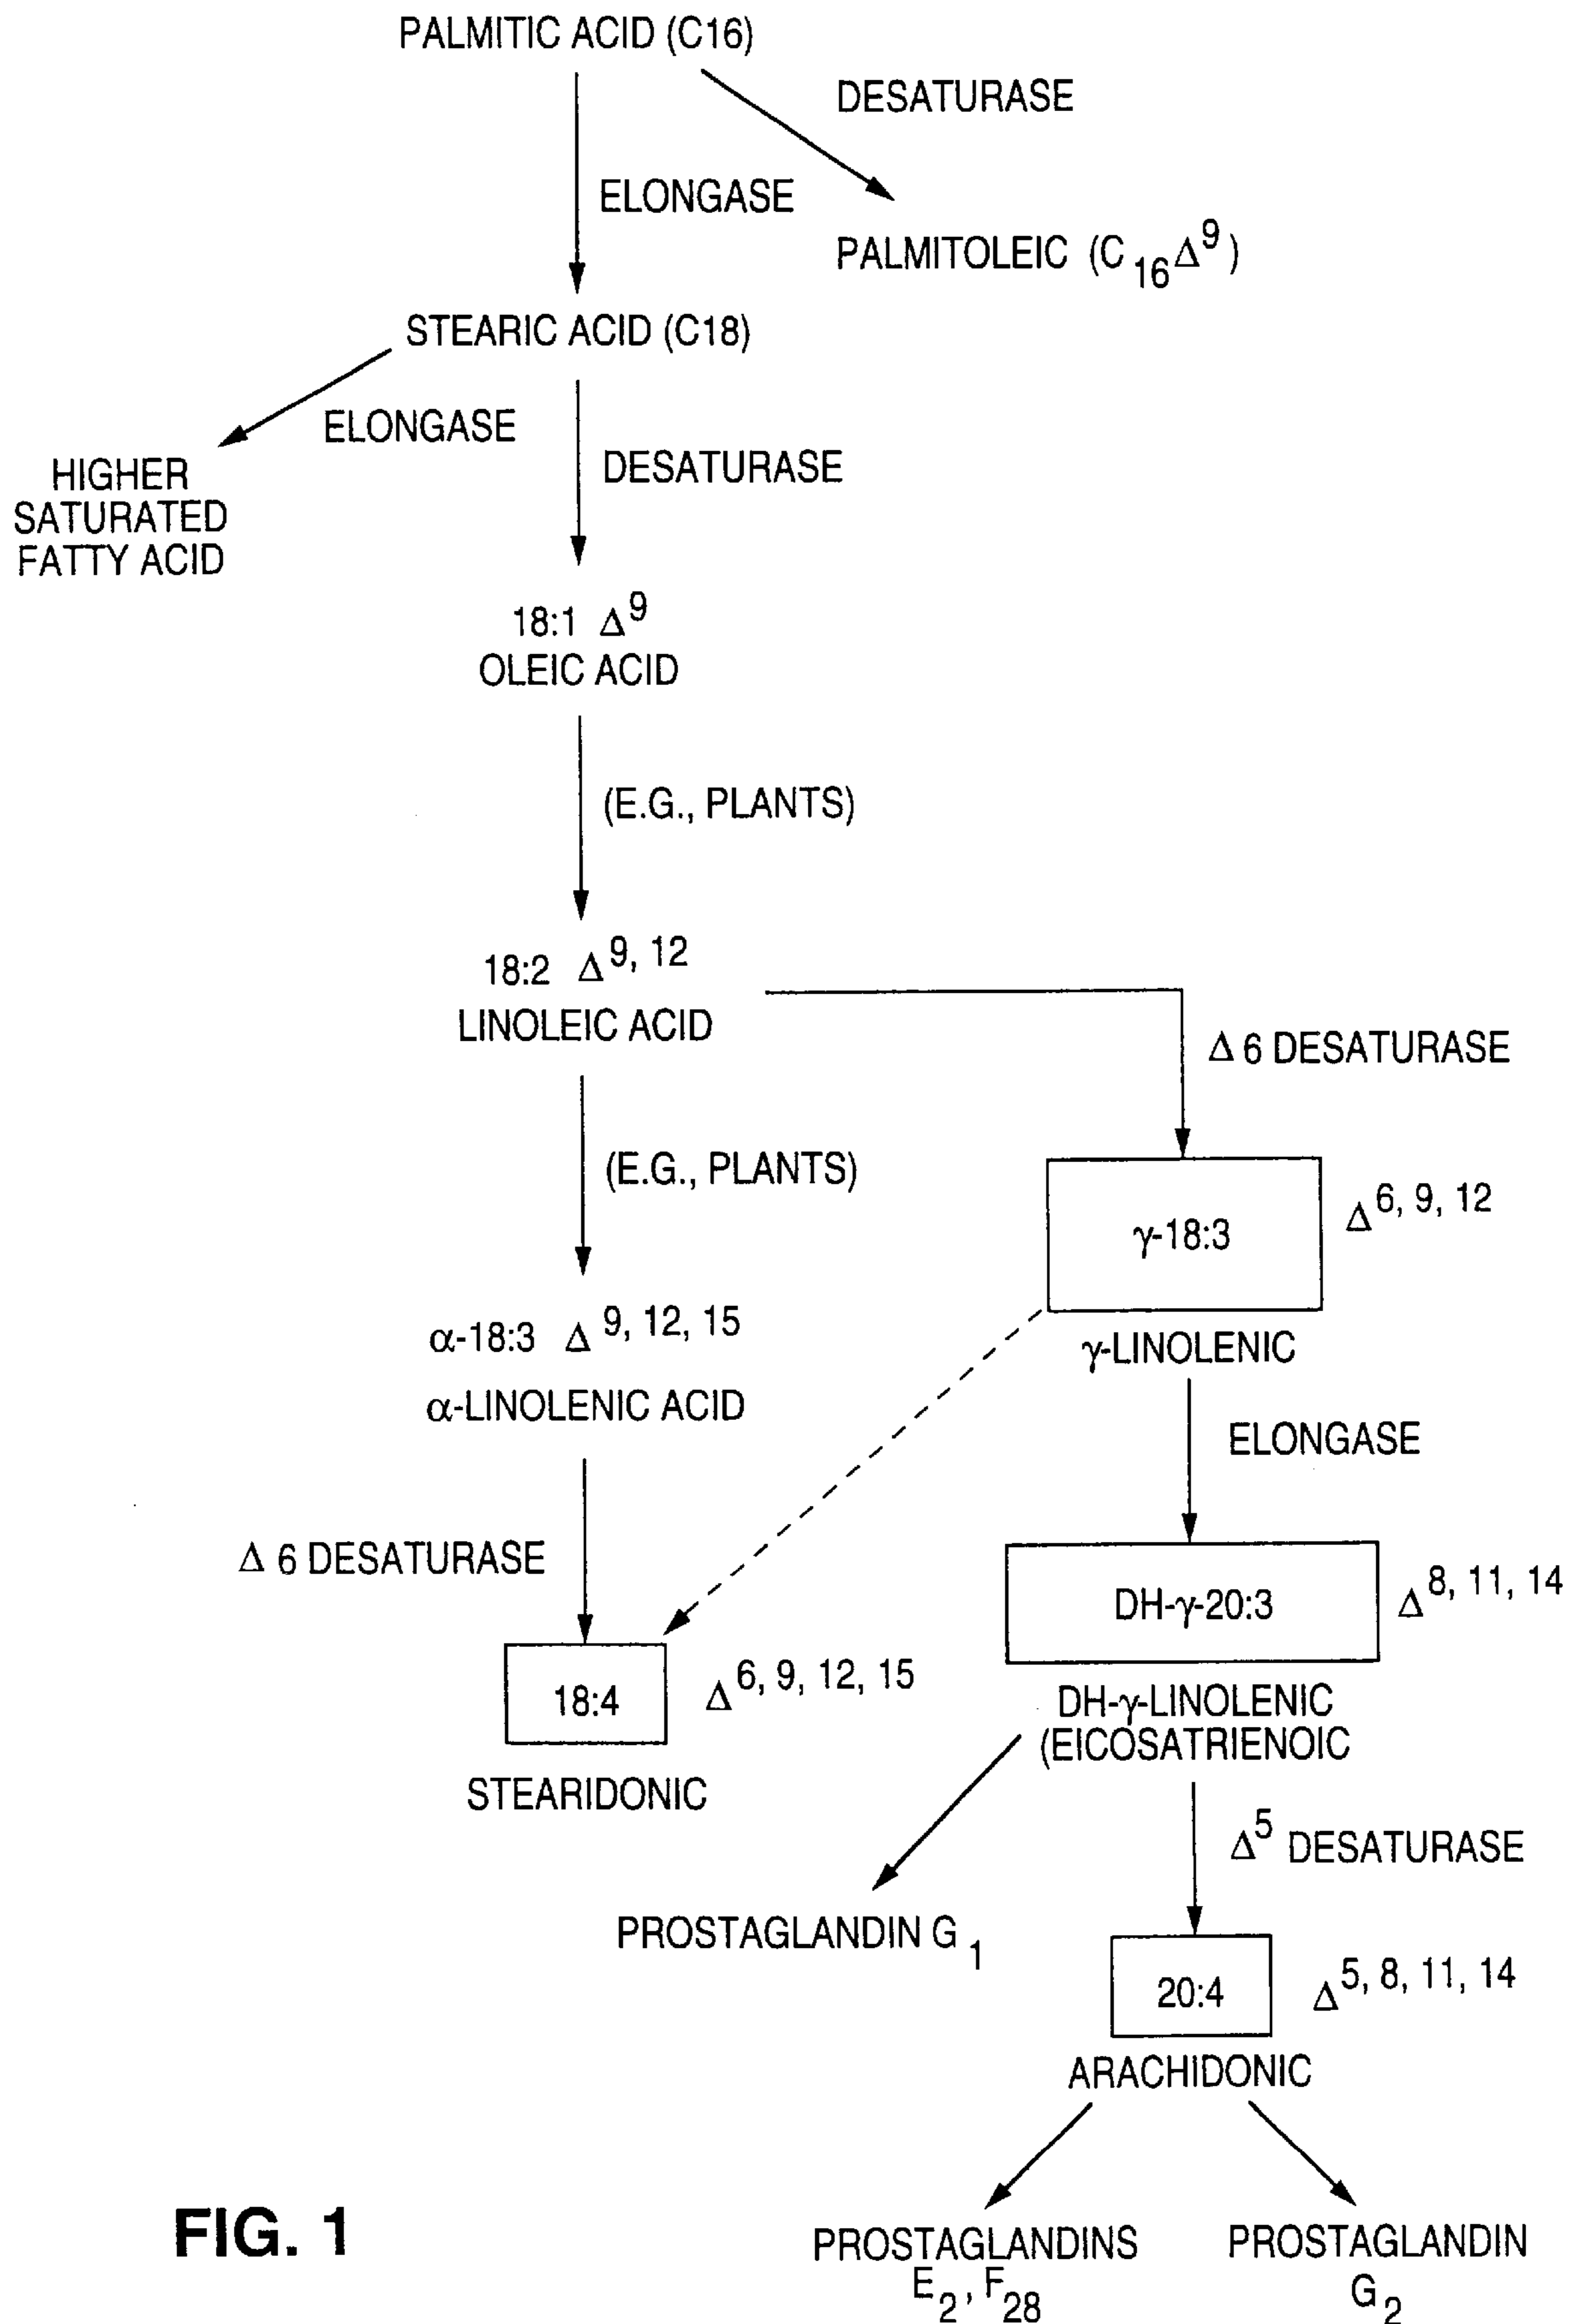 PALMITIC ACID (C16)
DESATURASE
ELONGASE
PALMITOLEIC (C₁₆Δ⁹)
STEARIC ACID (C18)
ELONGASE
DESATURASE
HIGHER
SATURATED
FATTY ACID
18:1 Δ⁹
OLEIC ACID
(E.G., PLANTS)
18:2 Δ⁹, ¹²
LINOLEIC ACID
Δ 6 DESATURASE
(E.G., PLANTS)
γ-18:3 Δ⁶, ⁹, ¹²
γ-LINOLENIC
α-18:3 Δ⁹, ¹², ¹⁵
α-LINOLENIC ACID
ELONGASE
Δ 6 DESATURASE
DH-γ-20:3 Δ⁸, ¹¹, ¹⁴
DH-γ-LINOLENIC
(EICOSATRIENOIC
18:4 Δ⁶, ⁹, ¹², ¹⁵
STEARIDONIC
Δ⁵ DESATURASE
PROSTAGLANDIN G₁
20:4 Δ⁵, ⁸, ¹¹, ¹⁴
ARACHIDONIC
PROSTAGLANDINS
E₂, F₂₈
PROSTAGLANDIN
G₂
FIG. 1